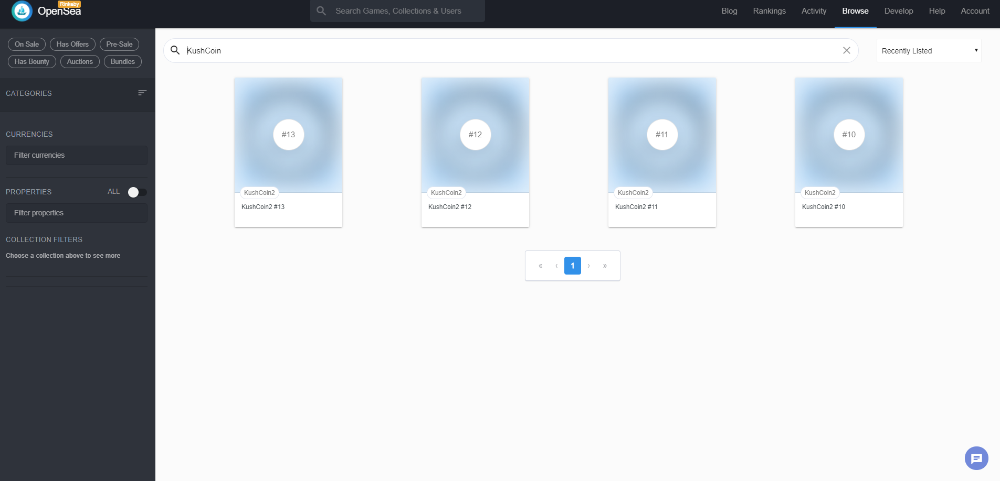 Rinkeby
OpenSea
Search Games, Collections & Users
Blog Rankings Activity Browse Develop Help Account
On Sale Has Offers Pre-Sale
Has Bounty Auctions Bundles
CATEGORIES
CURRENCIES
Filter currencies
PROPERTIES ALL
Filter properties
COLLECTION FILTERS
Choose a collection above to see more
KushCoin
Recently Listed
#13 #12 #11 #10
KushCoin2 KushCoin2 KushCoin2 KushCoin2
KushCoin2 #13 KushCoin2 #12 KushCoin2 #11 KushCoin2 #10
« ‹ 1 › »